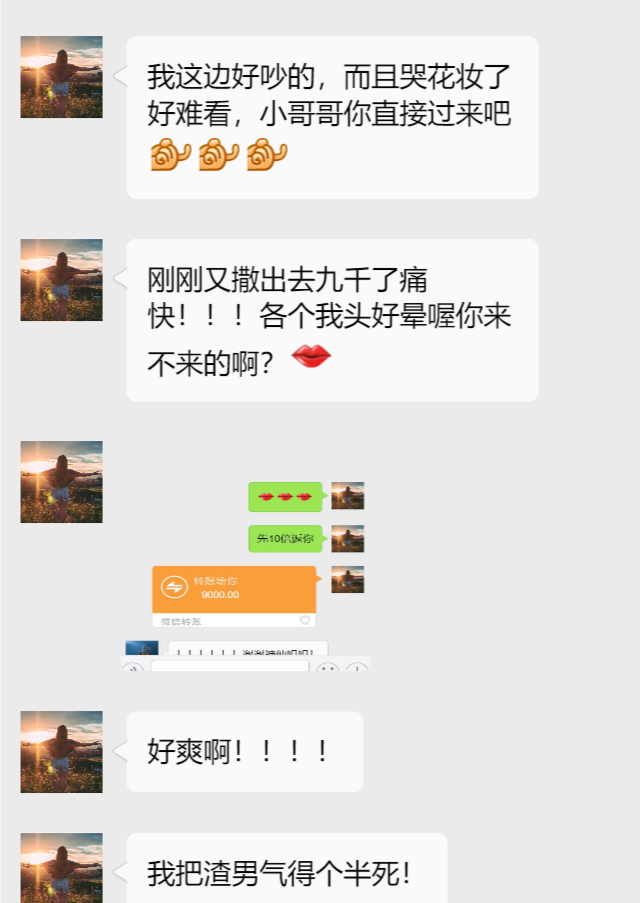 我这边好吵的，而且哭花妆了
好难看，小哥哥你直接过来吧
刚刚又撒出去九千了痛
快！！！各个我头好晕喔你来
不来的啊？
先10倍返你
转账给你
9000.00
微信转账
好爽啊！！！！
我把渣男气得个半死！